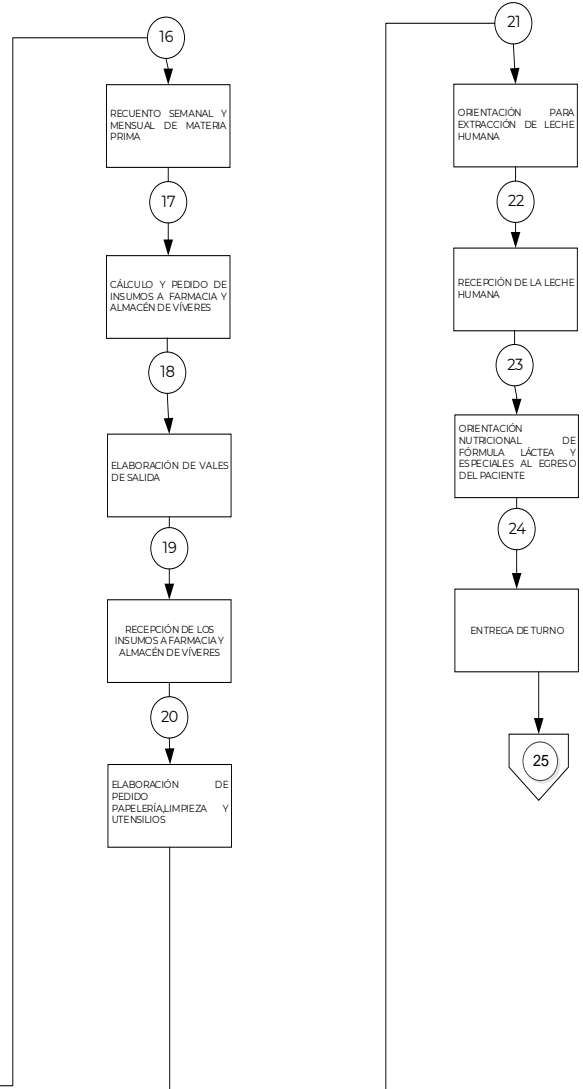 16
RECUENTO SEMANAL Y
MENSUAL DE MATERIA
PRIMA
17
CÁLCULO Y PEDIDO DE
INSUMOS A FARMACIA Y
ALMACÉN DE VÍVERES
18
ELABORACIÓN DE VALES
DE SALIDA
19
RECEPCIÓN DE LOS
INSUMOS A FARMACIA Y
ALMACÉN DE VÍVERES
20
ELABORACIÓN DE
PEDIDO
PAPELERÍA,LIMPIEZA Y
UTENSILIOS
21
ORIENTACIÓN PARA
EXTRACCIÓN DE LECHE
HUMANA
22
RECEPCIÓN DE LA LECHE
HUMANA
23
ORIENTACIÓN
NUTRICIONAL DE
FÓRMULA LÁCTEA Y
ESPECIALES AL EGRESO
DEL PACIENTE
24
ENTREGA DE TURNO
25